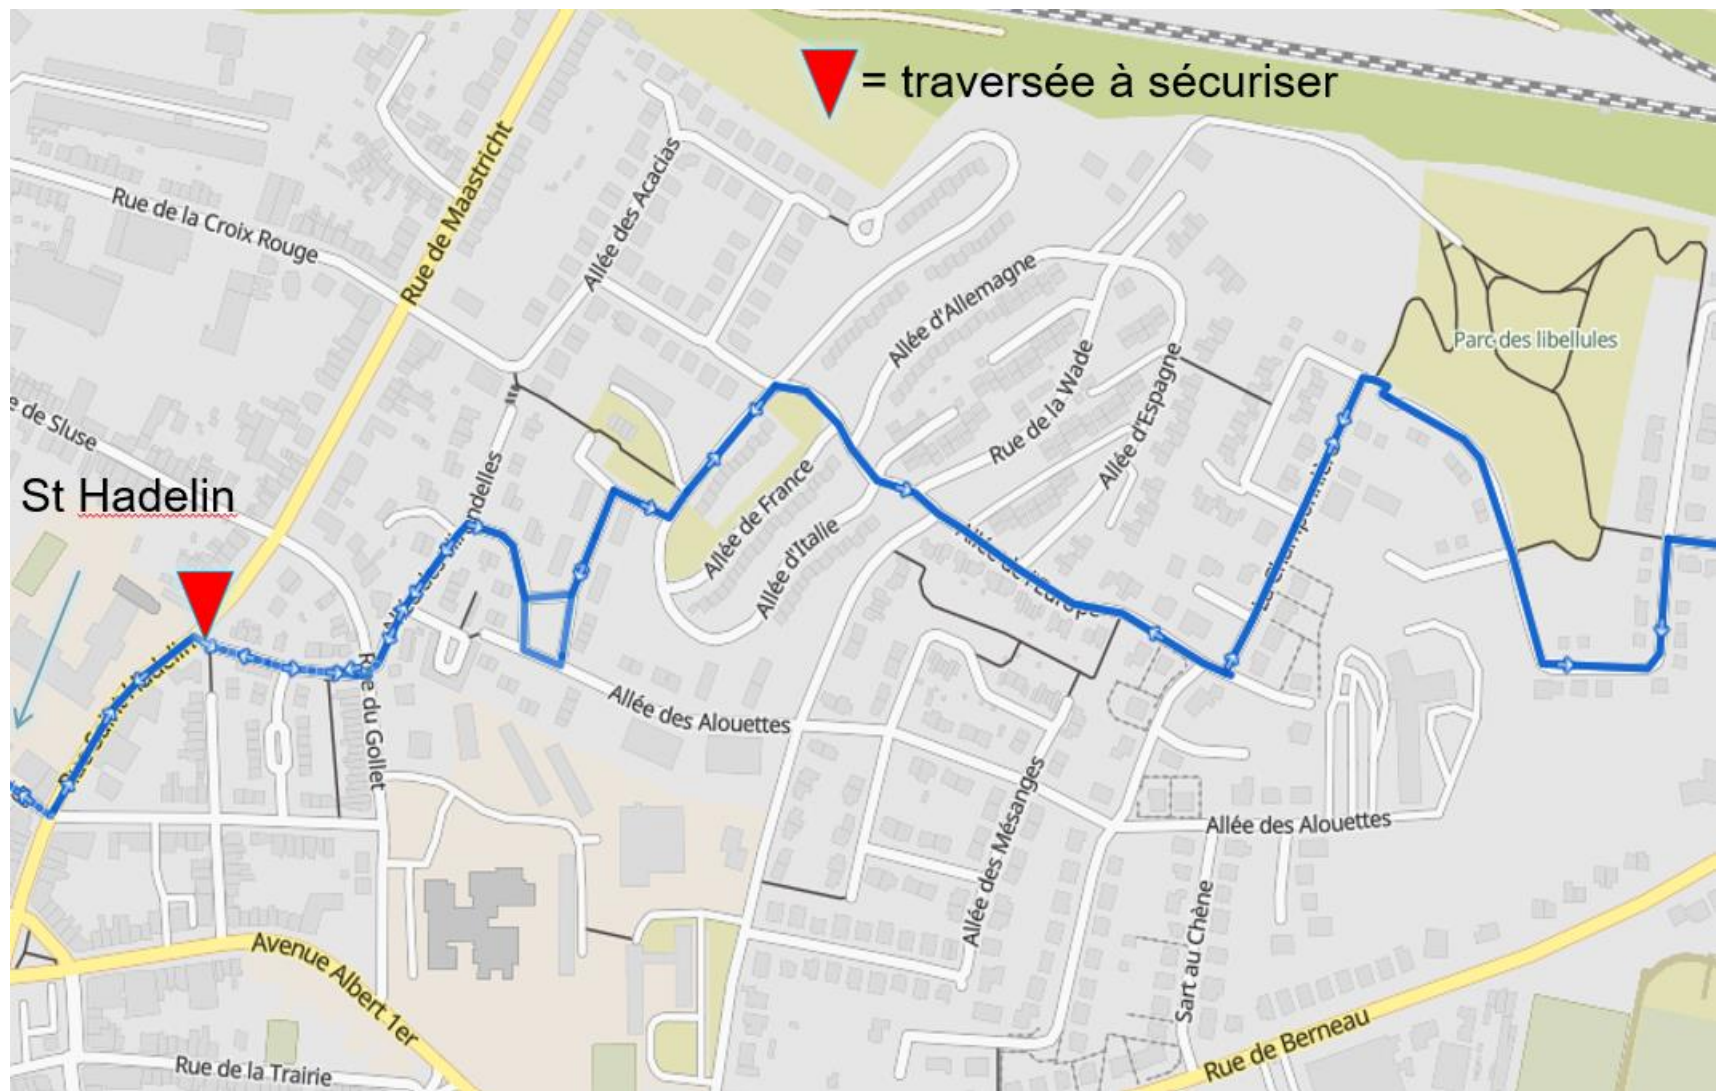 = traversée à sécuriser
Rue de Maastricht
Allée des Acacias
Rue de la Croix Rouge
Allée d'Allemagne
Parc des libellules
Rue de la Wade
Allée d'Espagne
e de Sluse
St Hadelin
Allée de France
Allée d'Italie
Allée de l'Europe
Rue du Gollet
Allée des Alouettes
Allée des Mésanges
Allée des Alouettes
Sart au Chêne
Avenue Albert 1er
Rue de la Trairie
Rue de Berneau